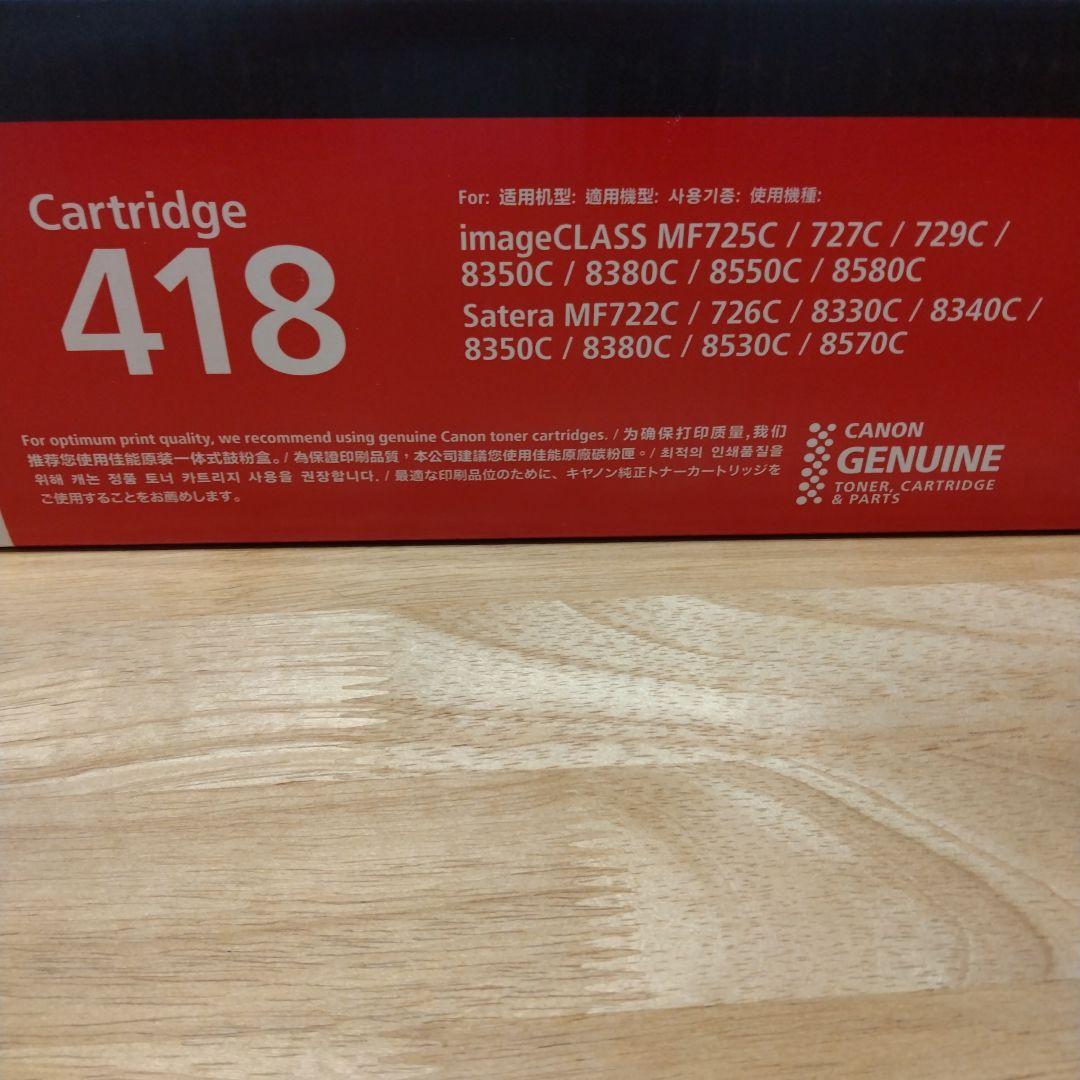 Cartridge
418
For: 适用机型: 適用機型: 사용기종: 使用機種:
imageCLASS MF725C / 727C / 729C /
8350C / 8380C / 8550C / 8580C
Satera MF722C / 726C / 8330C / 8340C /
8350C / 8380C / 8530C / 8570C
For optimum print quality, we recommend using genuine Canon toner cartridges. / 为确保打印质量,我们
推荐您使用佳能原装一体式鼓粉盒。/ 為保證印刷品質,本公司建議您使用佳能原廠碳粉匣。/ 최적의 인쇄품질을
위해 캐논 정품 토너 카트리지 사용을 권장합니다. / 最適な印刷品位のために、キヤノン純正トナーカートリッジを
ご使用することをお薦めします。
CANON
GENUINE
TONER, CARTRIDGE
& PARTS